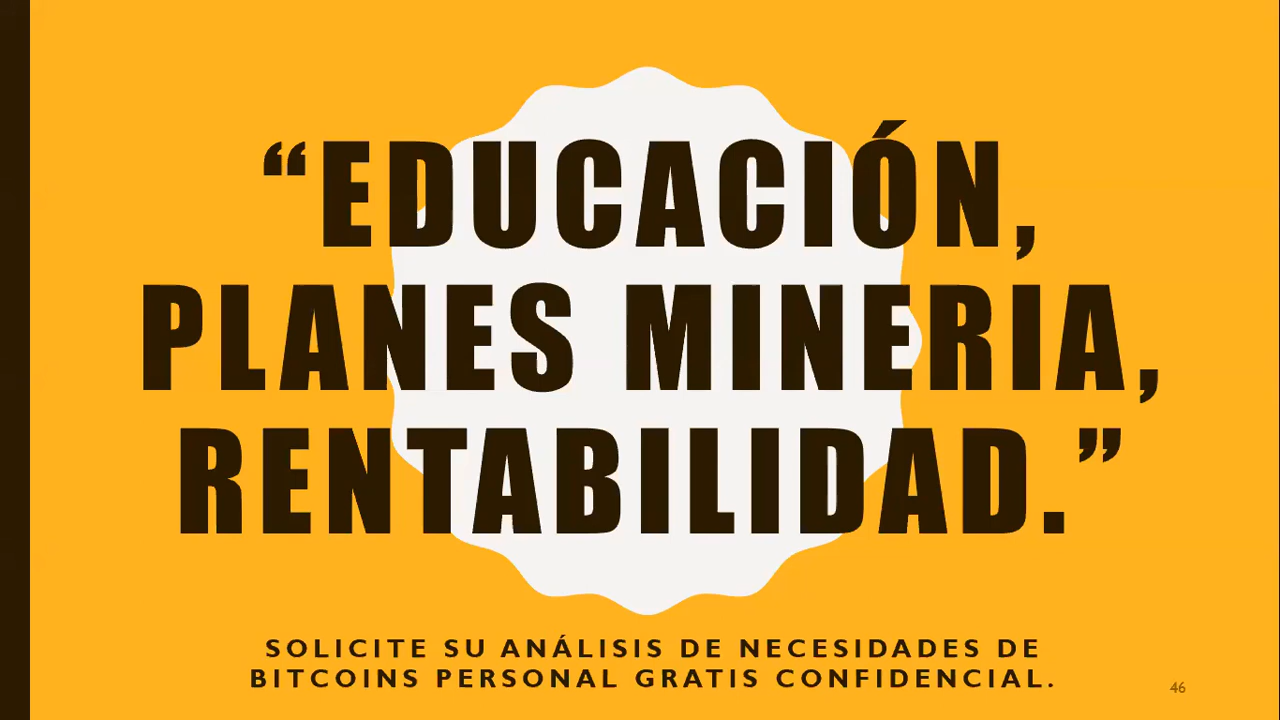 “EDUCACIÓN,
PLANES MINERIA,
RENTABILIDAD.”
SOLICITE SU ANÁLISIS DE NECESIDADES DE
BITCOINS PERSONAL GRATIS CONFIDENCIAL.
46